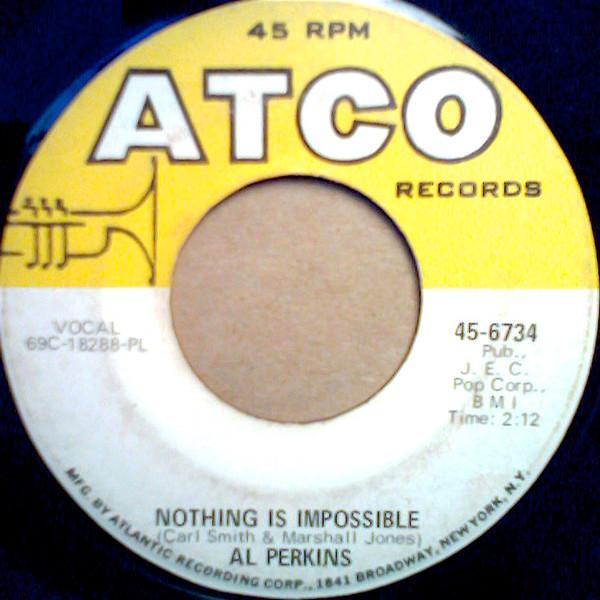 45 RPM
ATCO
RECORDS
VOCAL
69C-18288-PL
45-6734
Pub.,
J. E. C.
Pop Corp.,
B M I
Time: 2:12
NOTHING IS IMPOSSIBLE
(Carl Smith & Marshall Jones)
AL PERKINS
MFG. BY ATLANTIC RECORDING CORP., 1841 BROADWAY, NEW YORK, N.Y.